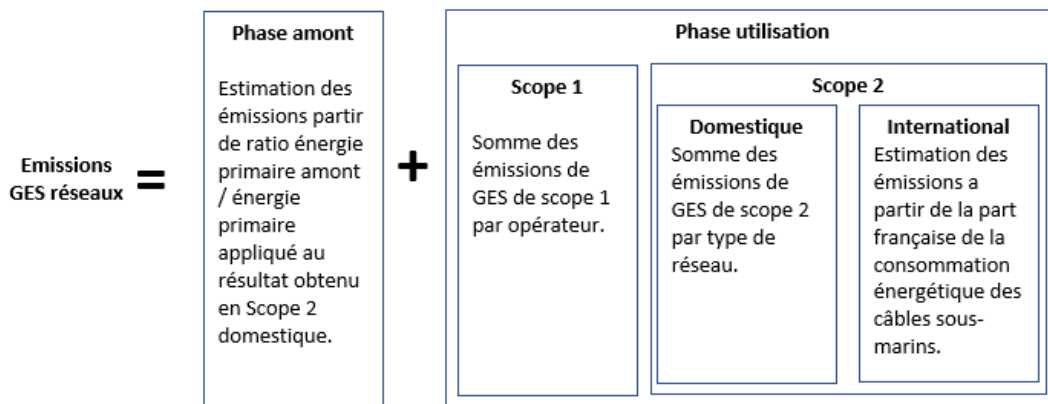 Emissions
GES réseaux
=
Phase amont
Estimation des
émissions partir
de ratio énergie
primaire amont
/ énergie
primaire
appliqué au
résultat obtenu
en Scope 2
domestique.
+
Phase utilisation
Scope 1
Somme des
émissions de
GES de scope 1
par opérateur.
Scope 2
Domestique
Somme des
émissions de
GES de scope 2
par type de
réseau.
International
Estimation des
émissions a
partir de la part
française de la
consommation
énergétique des
câbles sous-
marins.